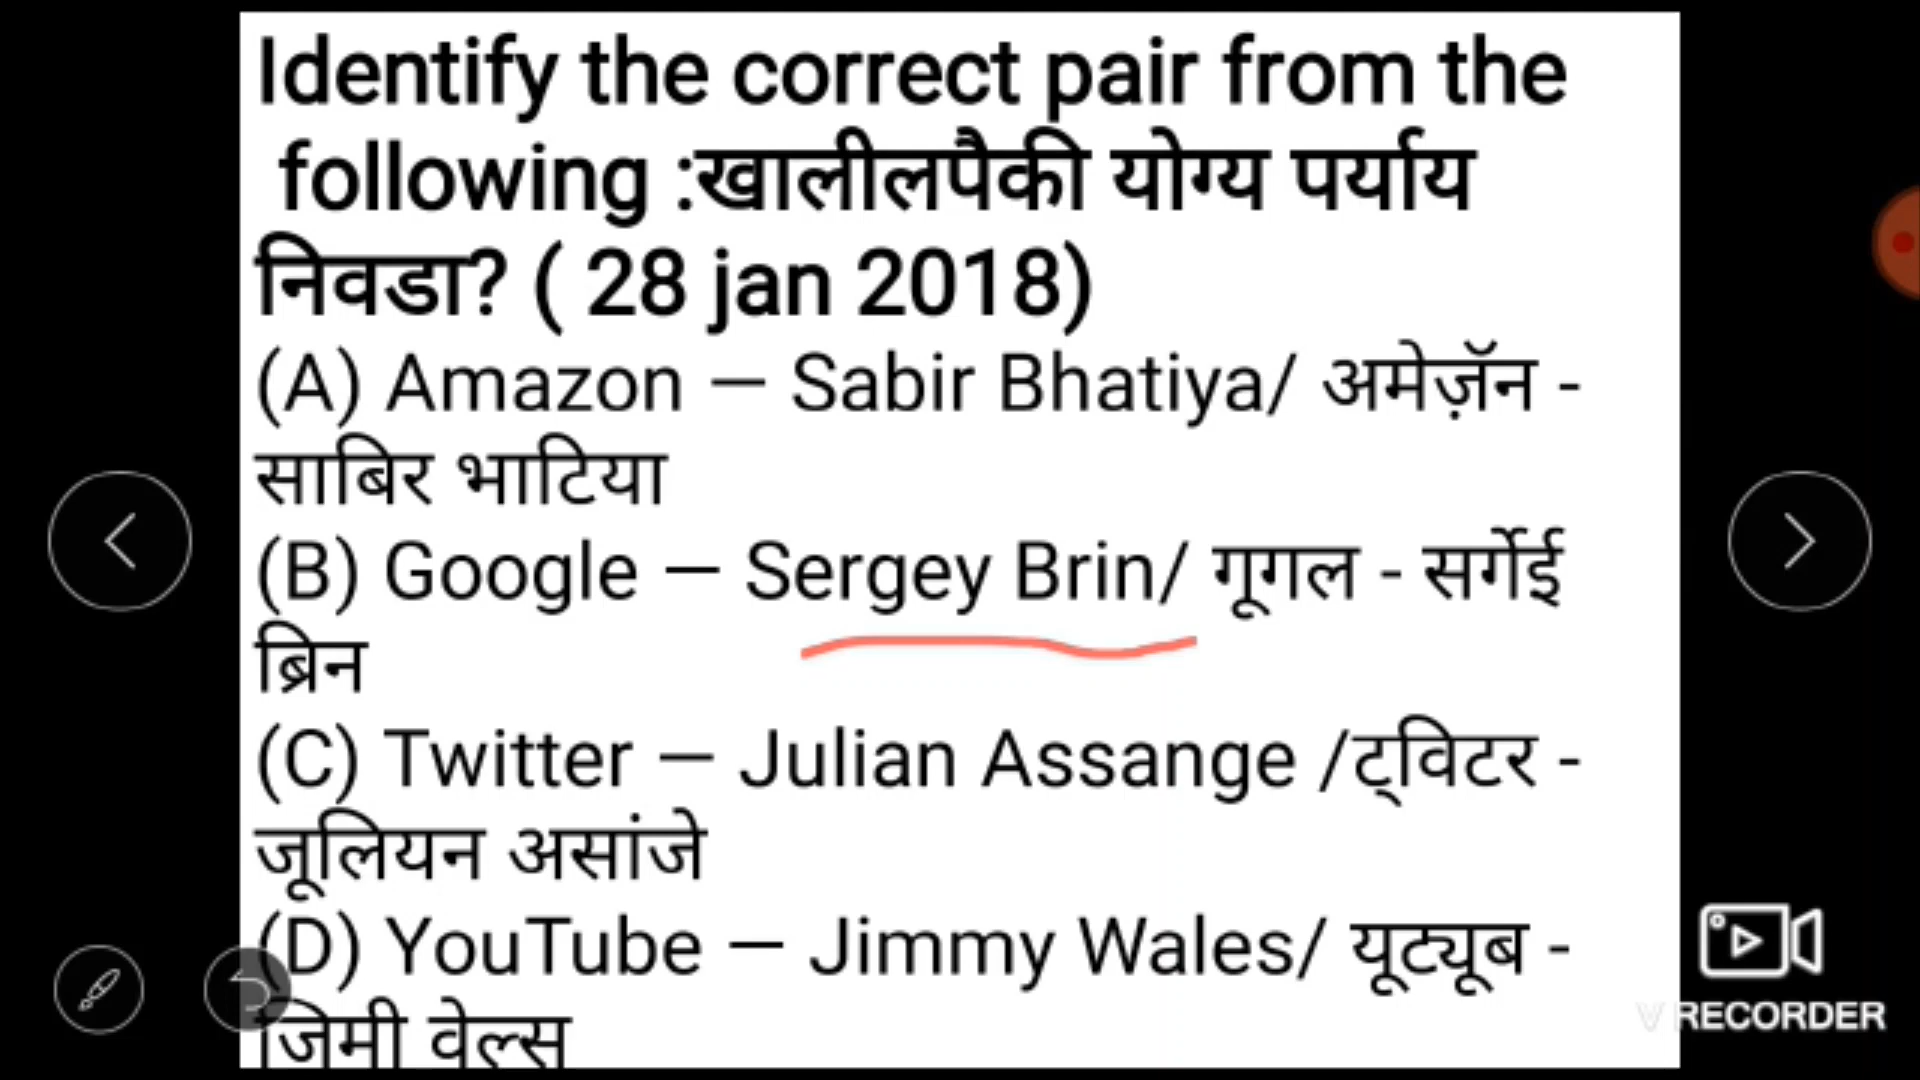 Identify the correct pair from the
following :खालीलपैकी योग्य पर्याय
निवडा? ( 28 jan 2018)
(A) Amazon — Sabir Bhatiya/ अमेज़ॅन -
साबिर भाटिया
(B) Google — Sergey Brin/ गूगल - सर्गेई
ब्रिन
(C) Twitter — Julian Assange /ट्विटर -
जूलियन असांजे
(D) YouTube — Jimmy Wales/ यूट्यूब -
जिमी वेल्स
V RECORDER